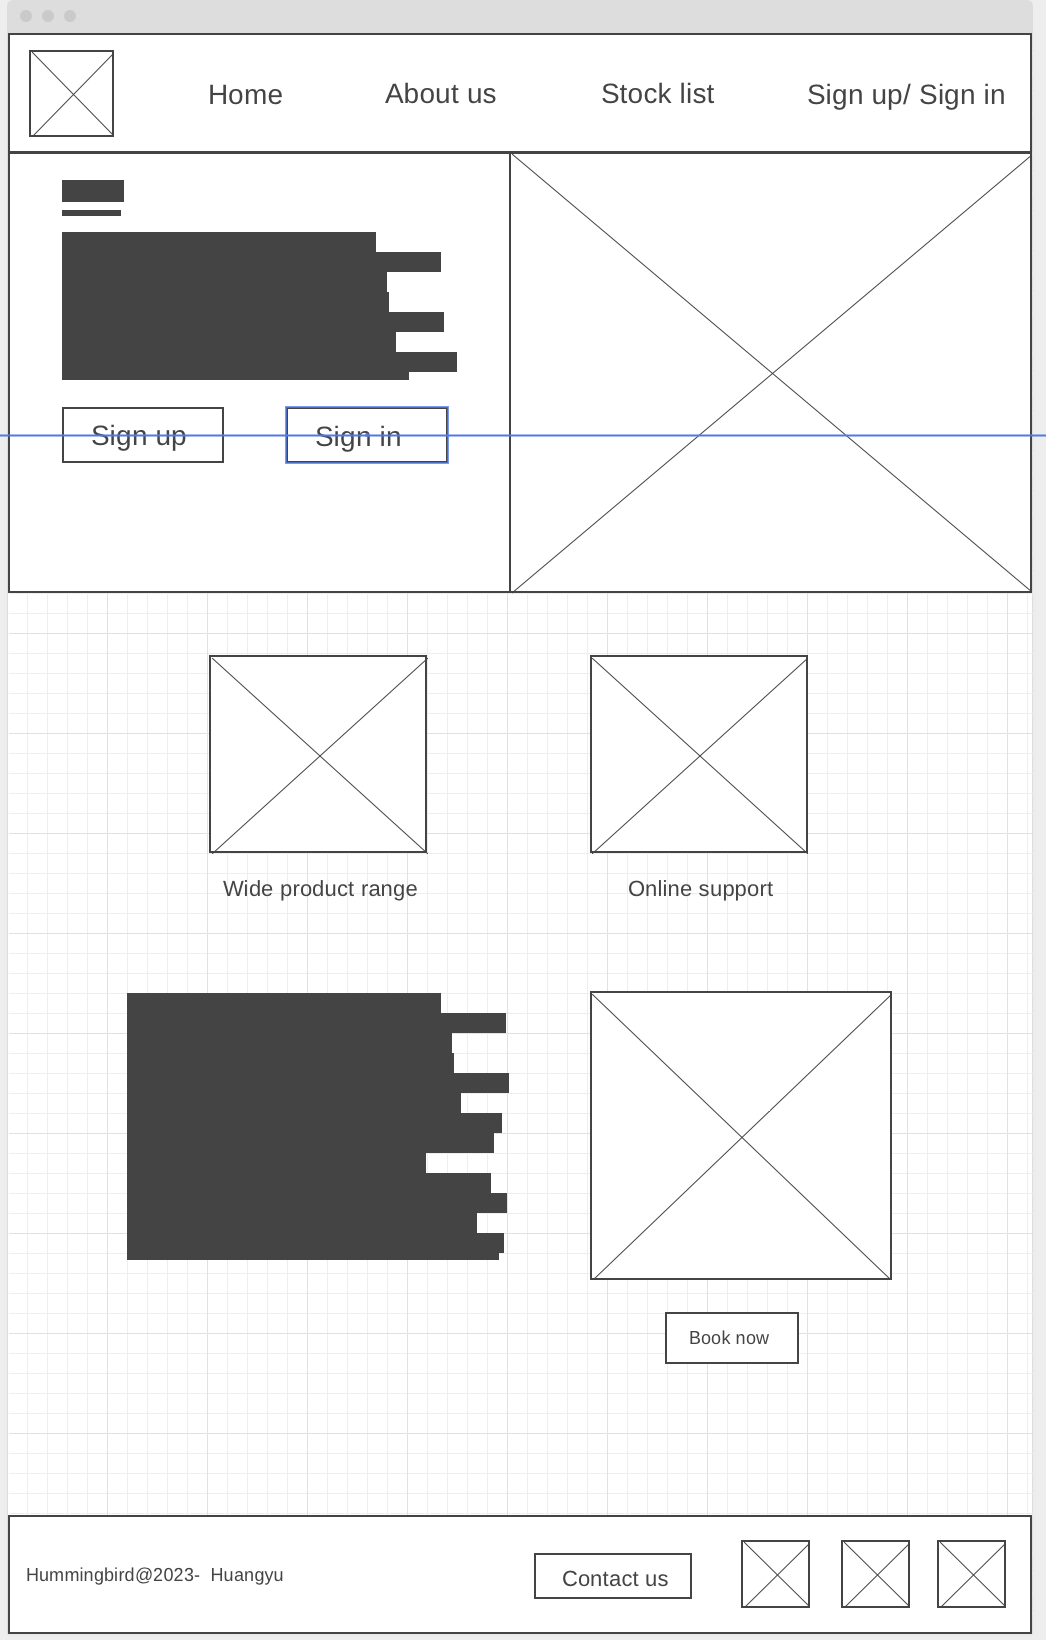 Home
About us
Stock list
Sign up/ Sign in
Sign up
Sign in
Wide product range
Online support
Book now
Hummingbird@2023-  Huangyu
Contact us